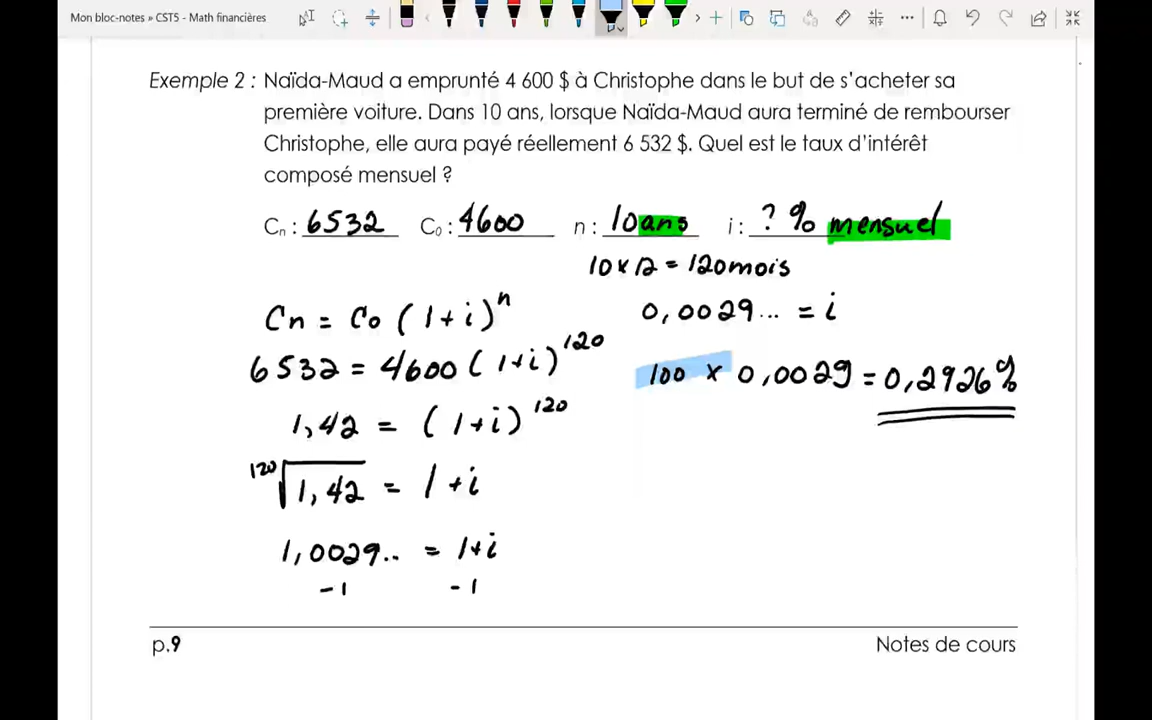 Mon bloc-notes » CST5 - Math financières
Exemple 2 : Naïda-Maud a emprunté 4 600 $ à Christophe dans le but de s'acheter sa
première voiture. Dans 10 ans, lorsque Naïda-Maud aura terminé de rembourser
Christophe, elle aura payé réellement 6 532 $. Quel est le taux d'intérêt
composé mensuel ?
Cn : 6532 C0 : 4600 n : 10 ans i : ? % mensuel
10 x 12 = 120 mois
Cn = C0 (1+i)^n
6532 = 4600 (1+i)^120
1,42 = (1+i)^120
120√1,42 = 1+i
1,0029.. = 1+i
-1 -1
0,0029... = i
100 x 0,0029 = 0,2926%
p.9 Notes de cours